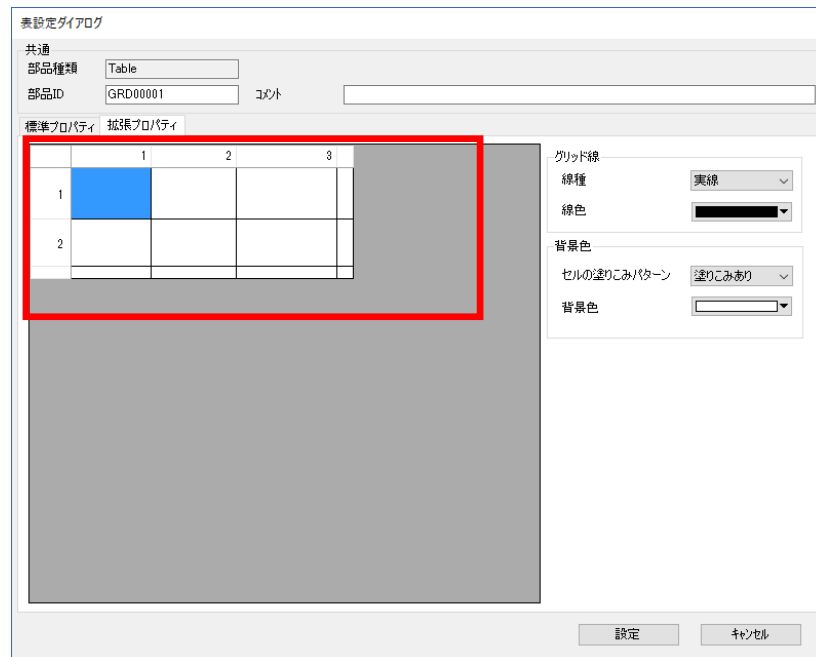 表設定ダイアログ
共通
部品種類 Table
部品ID GRD00001 コメント
標準プロパティ 拡張プロパティ
1 2 3
1
2
グリッド線
線種 実線
線色
背景色
セルの塗りこみパターン 塗りこみあり
背景色
設定 キャンセル